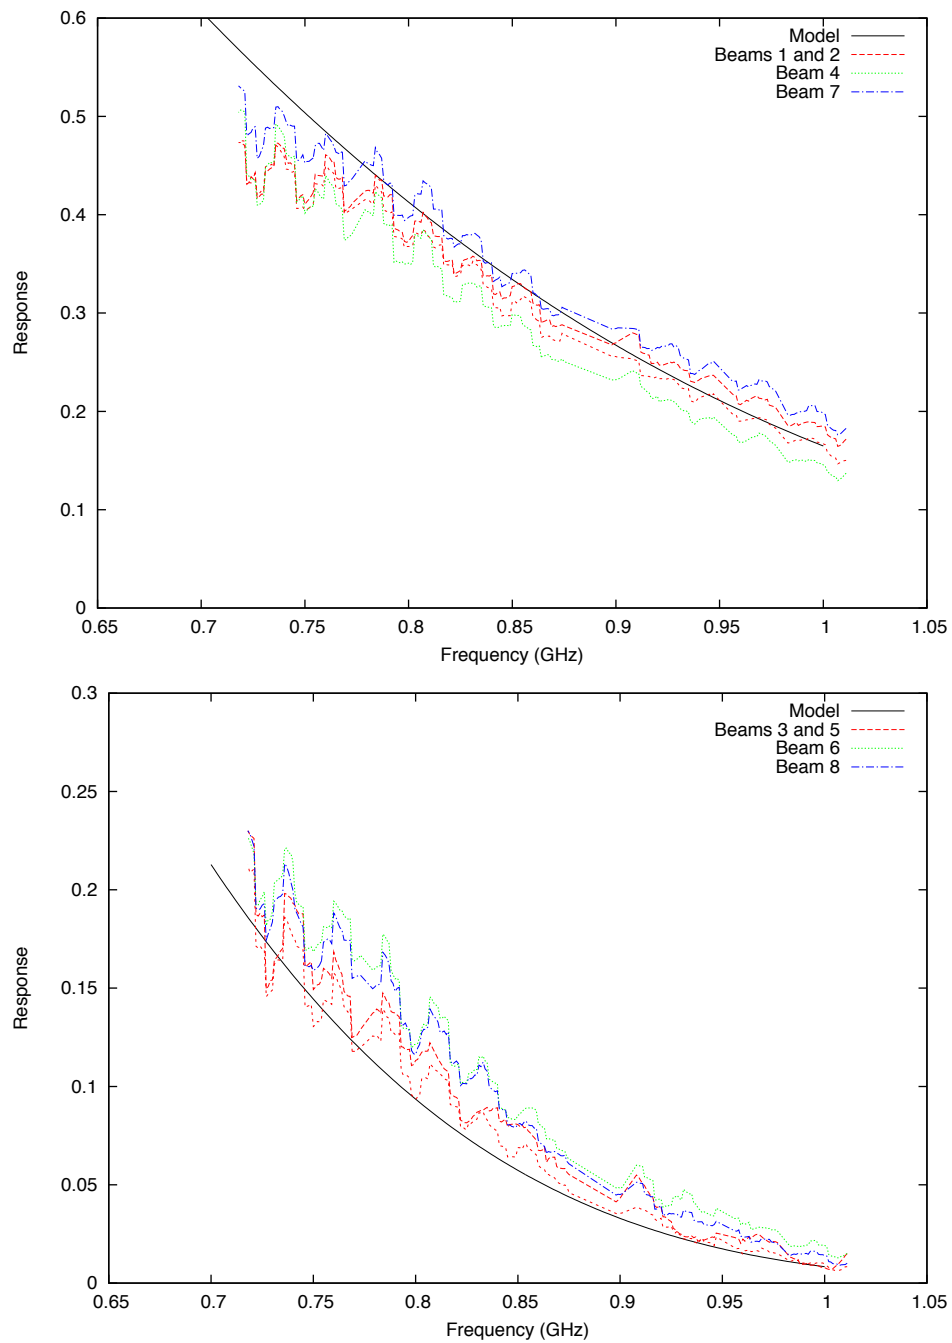 0.6
0.5
0.4
0.3
0.2
0.1
0
Response
Model
Beams 1 and 2
Beam 4
Beam 7
0.65 0.7 0.75 0.8 0.85 0.9 0.95 1 1.05
Frequency (GHz)
0.3
0.25
0.2
0.15
0.1
0.05
0
Response
Model
Beams 3 and 5
Beam 6
Beam 8
0.65 0.7 0.75 0.8 0.85 0.9 0.95 1 1.05
Frequency (GHz)